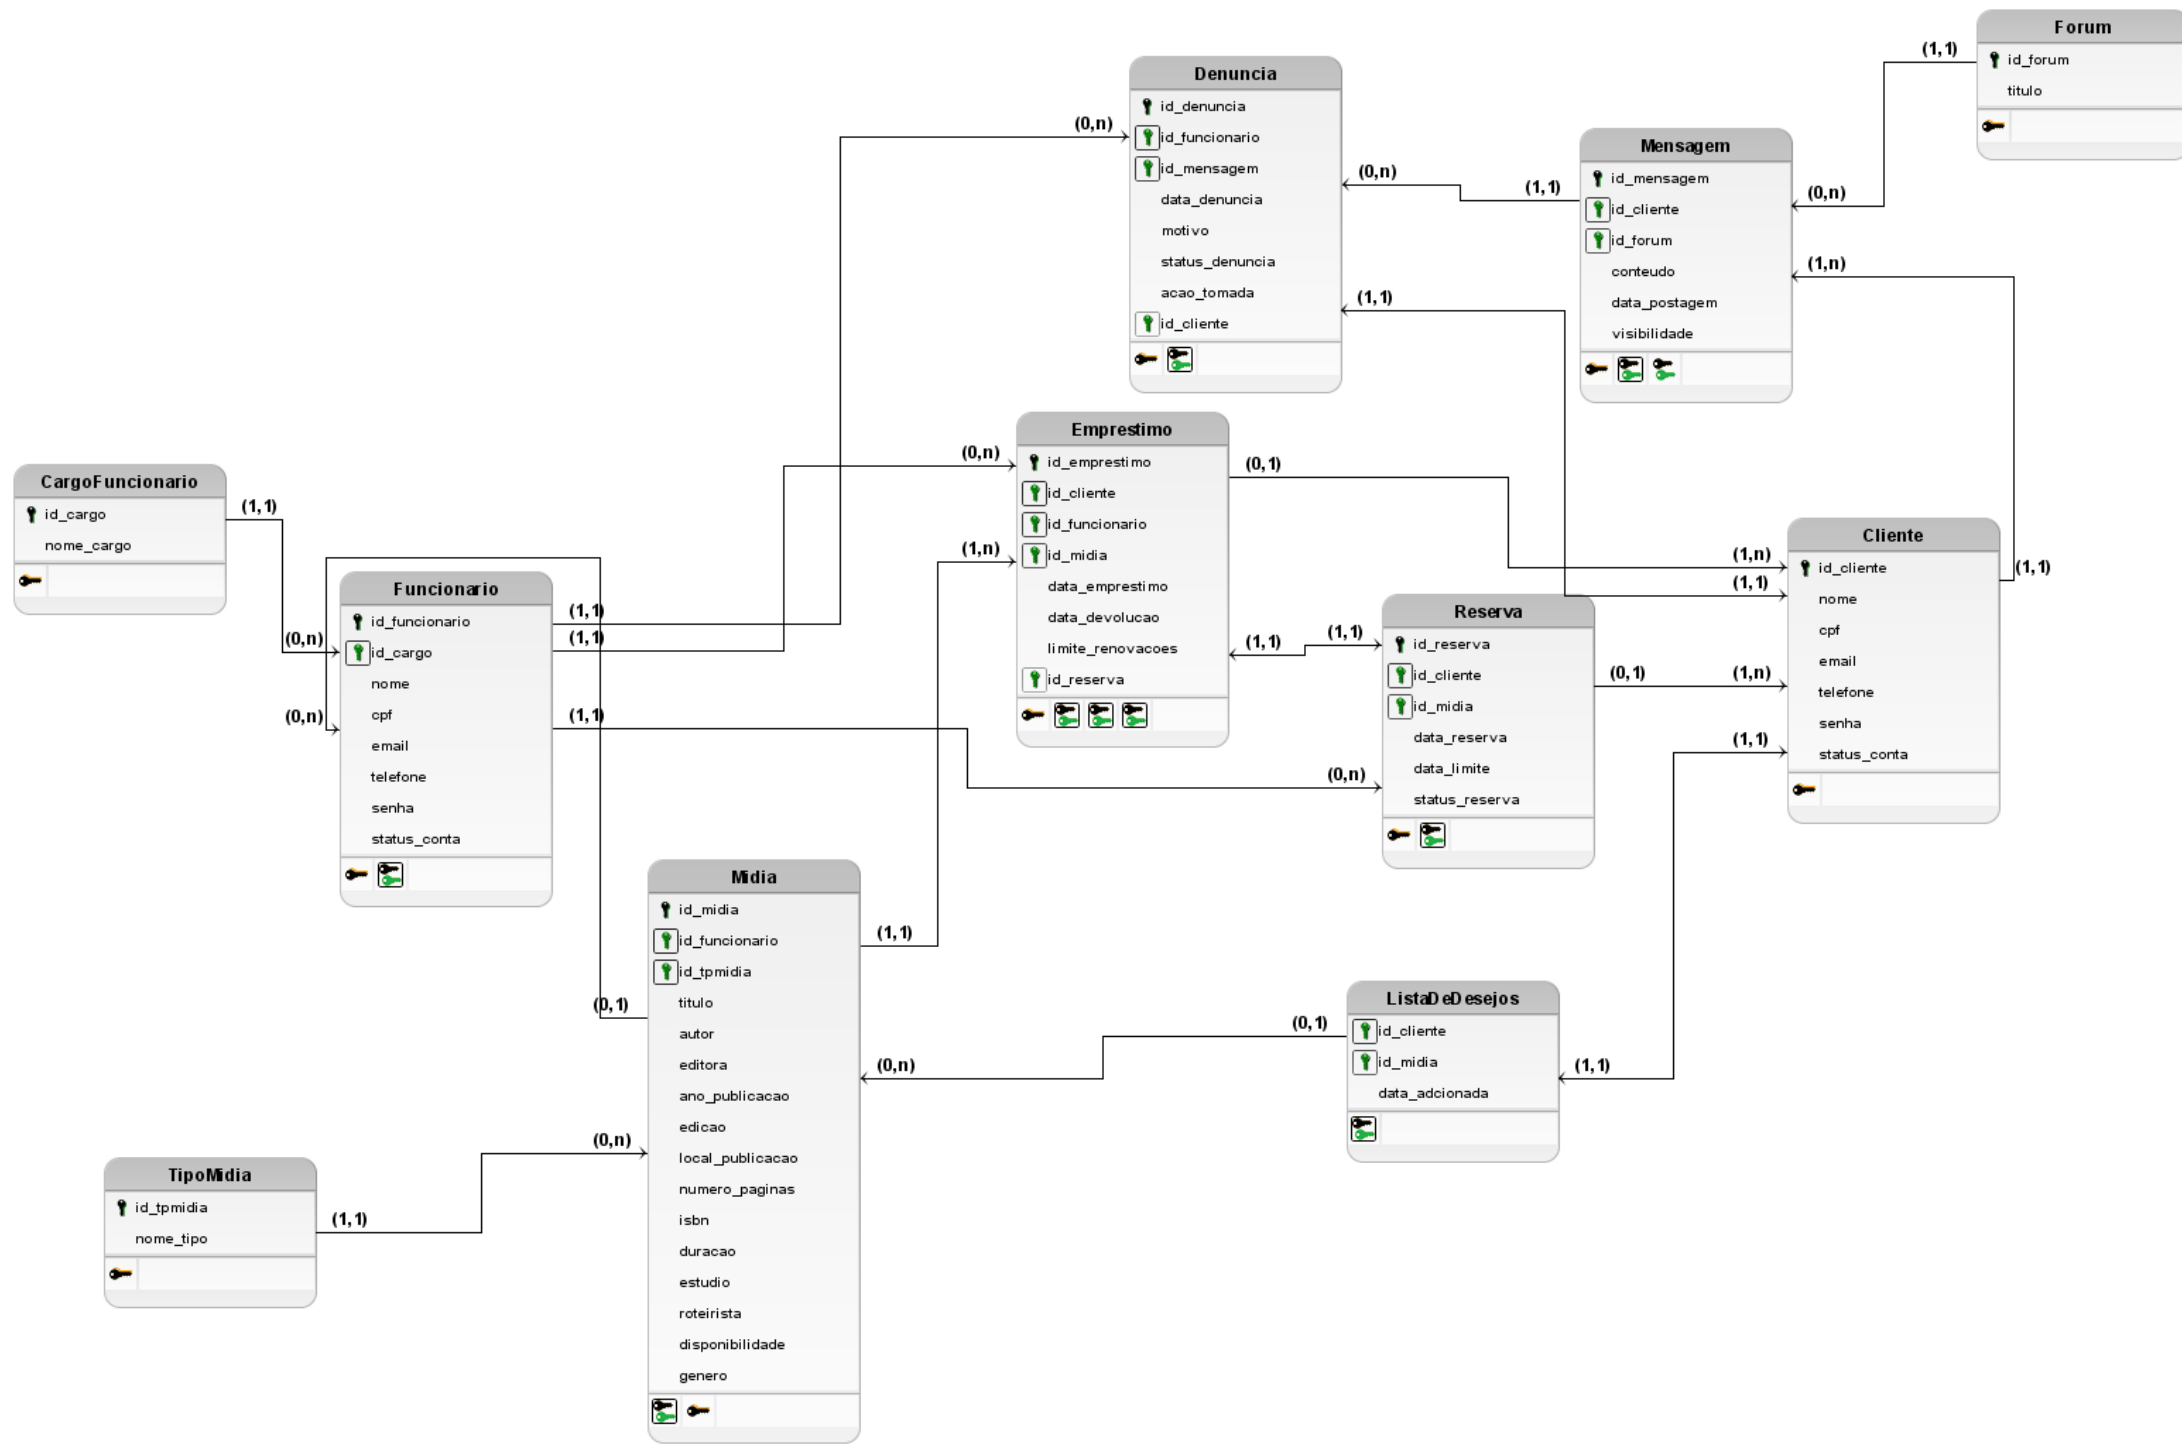 Forum
(1,1)
id_forum
titulo
Denuncia
id_denuncia
(0,n)
id_funcionario
id_mensagem
data_denuncia
motivo
status_denuncia
acao_tomada
id_cliente
(0,n)
(1,1)
(1,1)
Mensagem
id_mensagem
id_cliente
id_forum
conteudo
data_postagem
visibilidade
(0,n)
(1,n)
Emprestimo
(0,n)
id_emprestimo
(0,1)
id_cliente
id_funcionario
(1,n)
id_midia
data_emprestimo
data_devolucao
limite_renovacoes
(1,1)
(1,1)
id_reserva
CargoFuncionario
id_cargo
(1,1)
nome_cargo
Funcionario
id_funcionario
(1,1)
(0,n)
id_cargo
(1,1)
nome
(0,n)
cpf
(1,1)
email
telefone
senha
status_conta
Cliente
(1,n)
id_cliente
(1,1)
(1,1)
nome
cpf
email
(1,n)
telefone
senha
(1,1)
status_conta
Reserva
id_reserva
id_cliente
(0,1)
id_midia
data_reserva
(0,n)
data_limite
status_reserva
Midia
id_midia
id_funcionario
(1,1)
id_tpmidia
titulo
(0,1)
autor
editora
(0,n)
ano_publicacao
edicao
(0,n)
local_publicacao
numero_paginas
isbn
duracao
estudio
roteirista
disponibilidade
genero
ListaDeDesejos
(0,1)
id_cliente
id_midia
(1,1)
data_adcionada
TipoMidia
id_tpmidia
(1,1)
nome_tipo